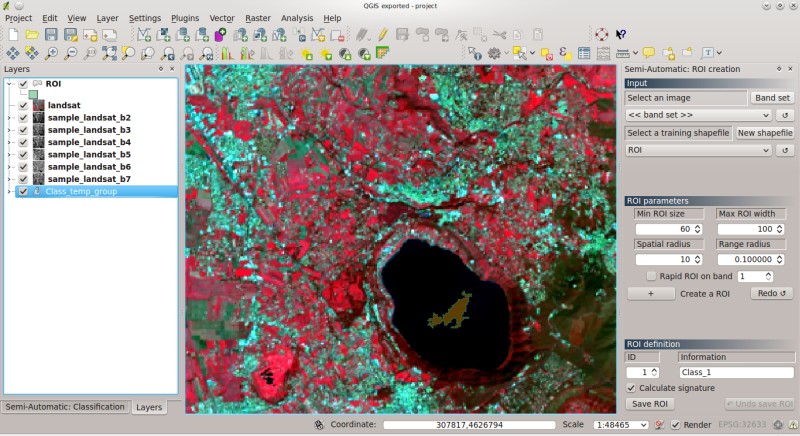 QGIS exported - project
Project Edit View Layer Settings Plugins Vector Raster Analysis Help
Layers
ROI
landsat
sample_landsat_b2
sample_landsat_b3
sample_landsat_b4
sample_landsat_b5
sample_landsat_b6
sample_landsat_b7
Class_temp_group
Semi-Automatic: Classification Layers
Semi-Automatic: ROI creation
Input
Select an image Band set
<< band set >>
Select a training shapefile New shapefile
ROI
ROI parameters
Min ROI size Max ROI width
60 100
Spatial radius Range radius
10 0.100000
Rapid ROI on band 1
+ Create a ROI Redo ↺
ROI definition
ID Information
1 Class_1
Calculate signature
Save ROI Undo save ROI
Coordinate: 307817,4626794 Scale 1:48465 Render EPSG:32633